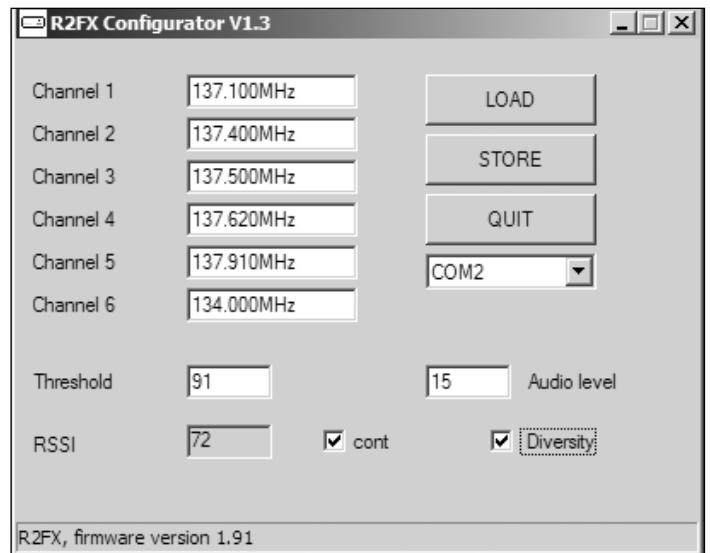 R2FX Configurator V1.3
Channel 1 137.100MHz LOAD
Channel 2 137.400MHz
Channel 3 137.500MHz STORE
Channel 4 137.620MHz QUIT
Channel 5 137.910MHz COM2
Channel 6 134.000MHz
Threshold 91 15 Audio level
RSSI 72 cont Diversity
R2FX, firmware version 1.91